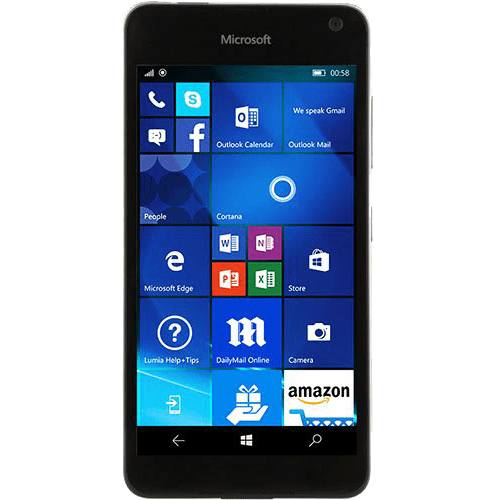 Microsoft
00:58
We speak Gmail
Outlook Calendar
Outlook Mail
People
Cortana
Microsoft Edge
Store
Lumia Help+Tips
DailyMail Online
Camera
amazon